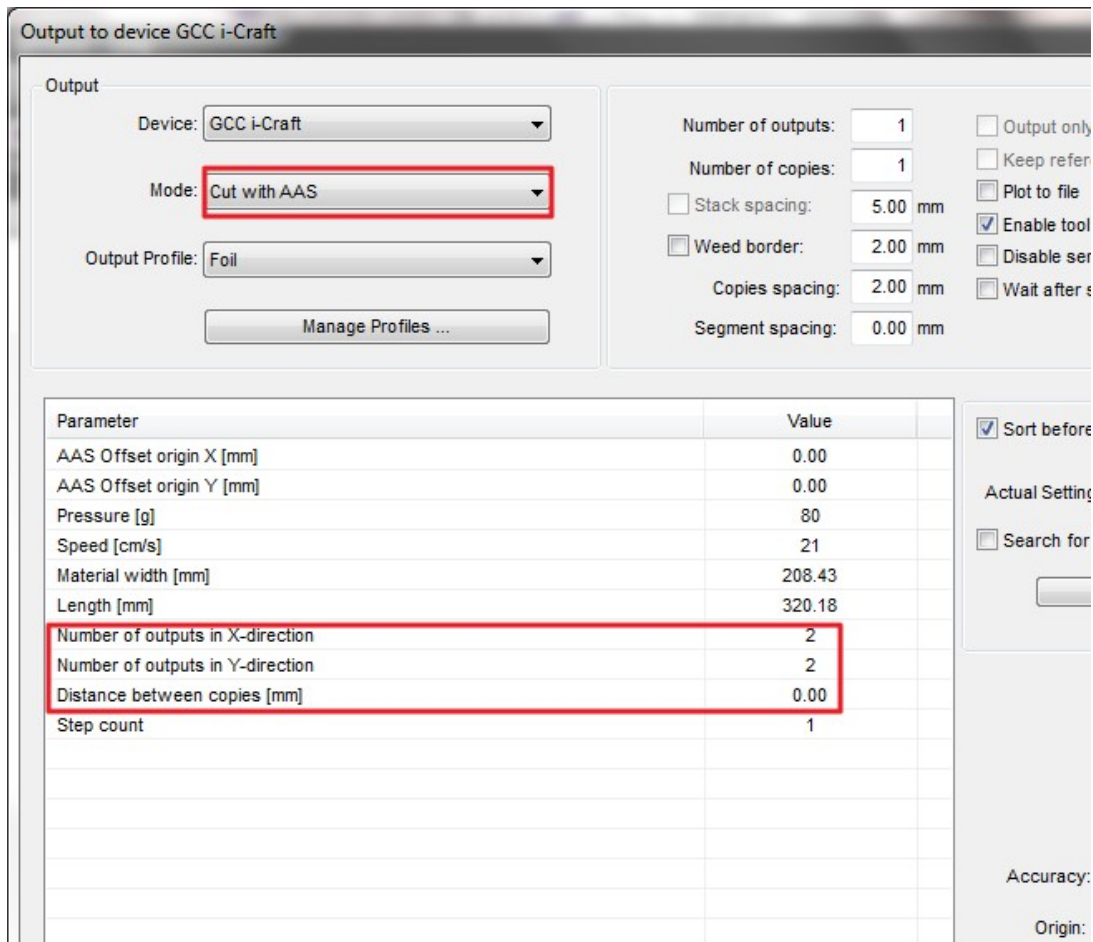 Output to device GCC i-Craft
Output
Device: GCC i-Craft
Mode: Cut with AAS
Output Profile: Foil
Manage Profiles ...
Number of outputs: 1
Number of copies: 1
Stack spacing: 5.00 mm
Weed border: 2.00 mm
Copies spacing: 2.00 mm
Segment spacing: 0.00 mm
Output only
Keep refer
Plot to file
Enable tool
Disable ser
Wait after s
Parameter Value
AAS Offset origin X [mm] 0.00
AAS Offset origin Y [mm] 0.00
Pressure [g] 80
Speed [cm/s] 21
Material width [mm] 208.43
Length [mm] 320.18
Number of outputs in X-direction 2
Number of outputs in Y-direction 2
Distance between copies [mm] 0.00
Step count 1
Sort before
Actual Setting
Search for
Accuracy:
Origin: